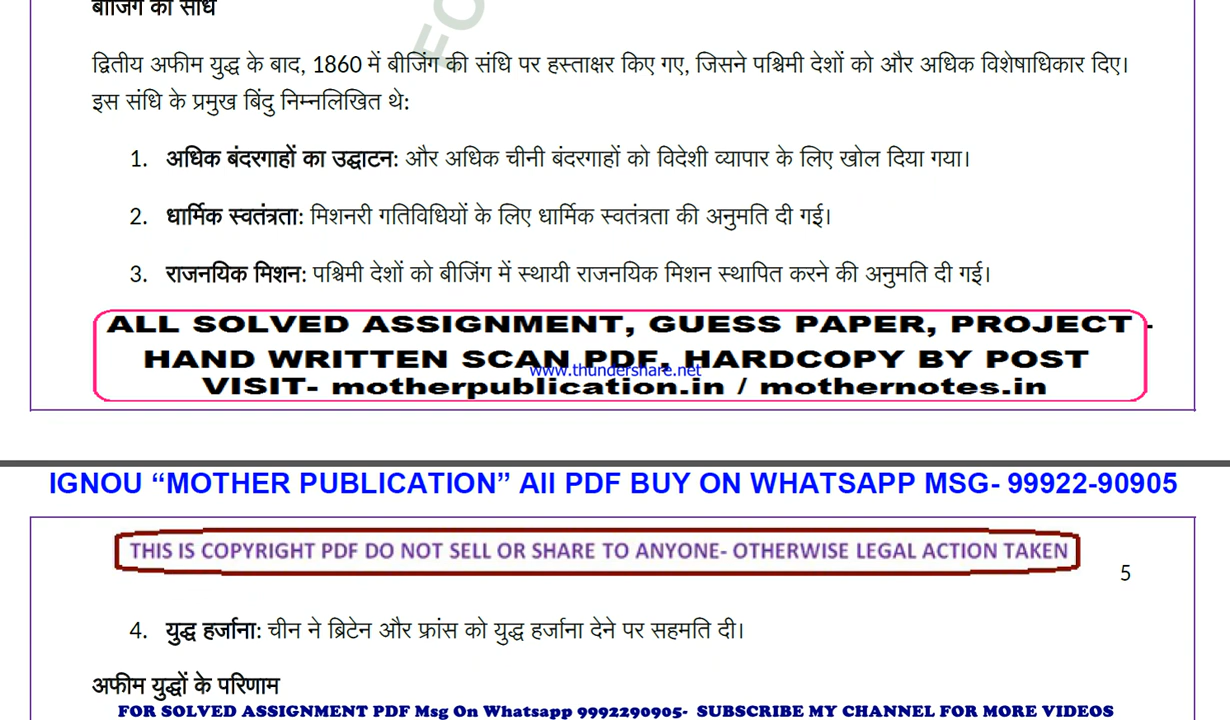 बीजिंग की संधि
द्वितीय अफीम युद्ध के बाद, 1860 में बीजिंग की संधि पर हस्ताक्षर किए गए, जिसने पश्चिमी देशों को और अधिक विशेषाधिकार दिए।
इस संधि के प्रमुख बिंदु निम्नलिखित थे:
1. अधिक बंदरगाहों का उद्घाटन: और अधिक चीनी बंदरगाहों को विदेशी व्यापार के लिए खोल दिया गया।
2. धार्मिक स्वतंत्रता: मिशनरी गतिविधियों के लिए धार्मिक स्वतंत्रता की अनुमति दी गई।
3. राजनयिक मिशन: पश्चिमी देशों को बीजिंग में स्थायी राजनयिक मिशन स्थापित करने की अनुमति दी गई।
ALL SOLVED ASSIGNMENT, GUESS PAPER, PROJECT -
HAND WRITTEN SCAN PDF, HARDCOPY BY POST
www.thundershare.net
VISIT- motherpublication.in / mothernotes.in
IGNOU “MOTHER PUBLICATION” All PDF BUY ON WHATSAPP MSG- 99922-90905
THIS IS COPYRIGHT PDF DO NOT SELL OR SHARE TO ANYONE- OTHERWISE LEGAL ACTION TAKEN
5
4. युद्ध हर्जाना: चीन ने ब्रिटेन और फ्रांस को युद्ध हर्जाना देने पर सहमति दी।
अफीम युद्धों के परिणाम
FOR SOLVED ASSIGNMENT PDF Msg On Whatsapp 9992290905- SUBSCRIBE MY CHANNEL FOR MORE VIDEOS